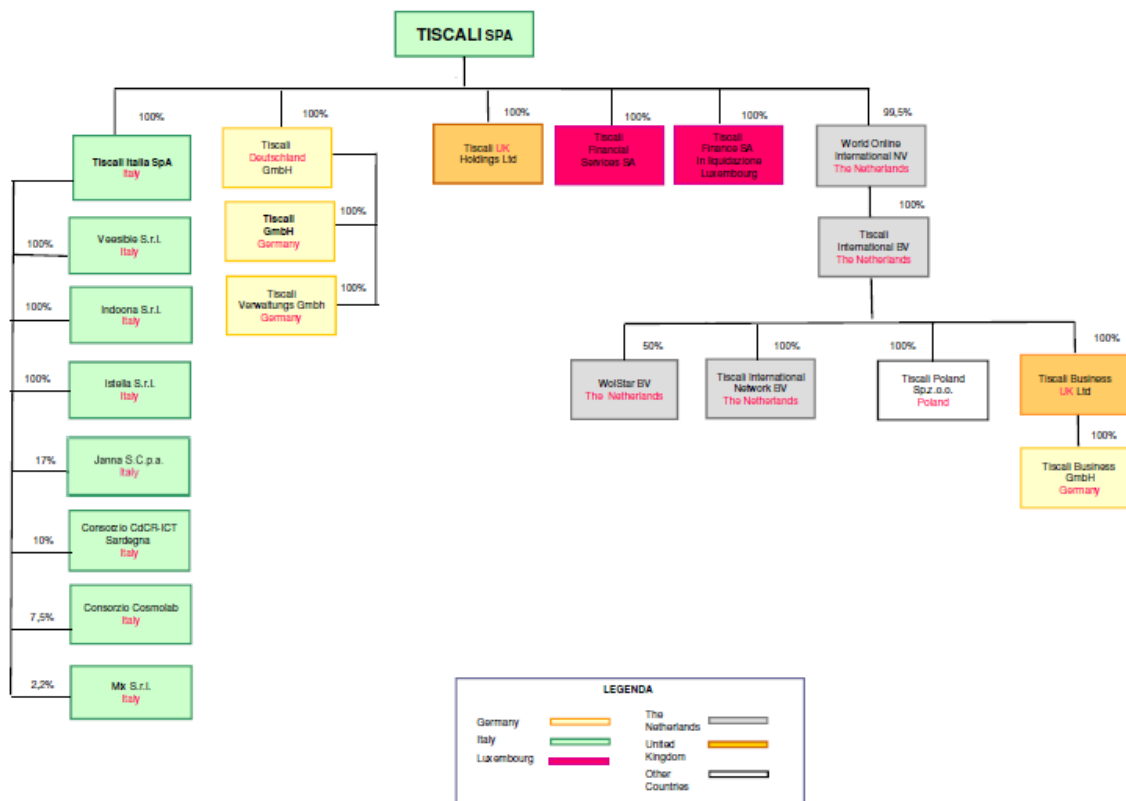 TISCALI SPA
100%
100%
100%
100%
100%
99,5%
Tiscali Italia SpA
Italy
Tiscali
Deutschland
GmbH
Tiscali UK
Holdings Ltd
Tiscali
Financial
Services SA
Tiscali
Finance SA
In liquidazione
Luxembourg
World Online
International NV
The Netherlands
100%
Veesible S.r.l.
Italy
100%
Tiscali
GmbH
Germany
100%
Tiscali
International BV
The Netherlands
100%
Indoona S.r.l.
Italy
100%
Tiscali
Verwaltungs Gmbh
Germany
50%
100%
100%
100%
WolStar BV
The Netherlands
Tiscali International
Network BV
The Netherlands
Tiscali Poland
Sp.z.o.o.
Poland
Tiscali Business
UK Ltd
100%
Istella S.r.l.
Italy
100%
Tiscali Business
GmbH
Germany
17%
Janna S.C.p.a.
Italy
10%
Consorzio CdCR-ICT
Sardegna
Italy
7,5%
Consorzio Cosmolab
Italy
2,2%
Mix S.r.l.
Italy
LEGENDA
Germany
Italy
Luxembourg
The
Netherlands
United
Kingdom
Other
Countries